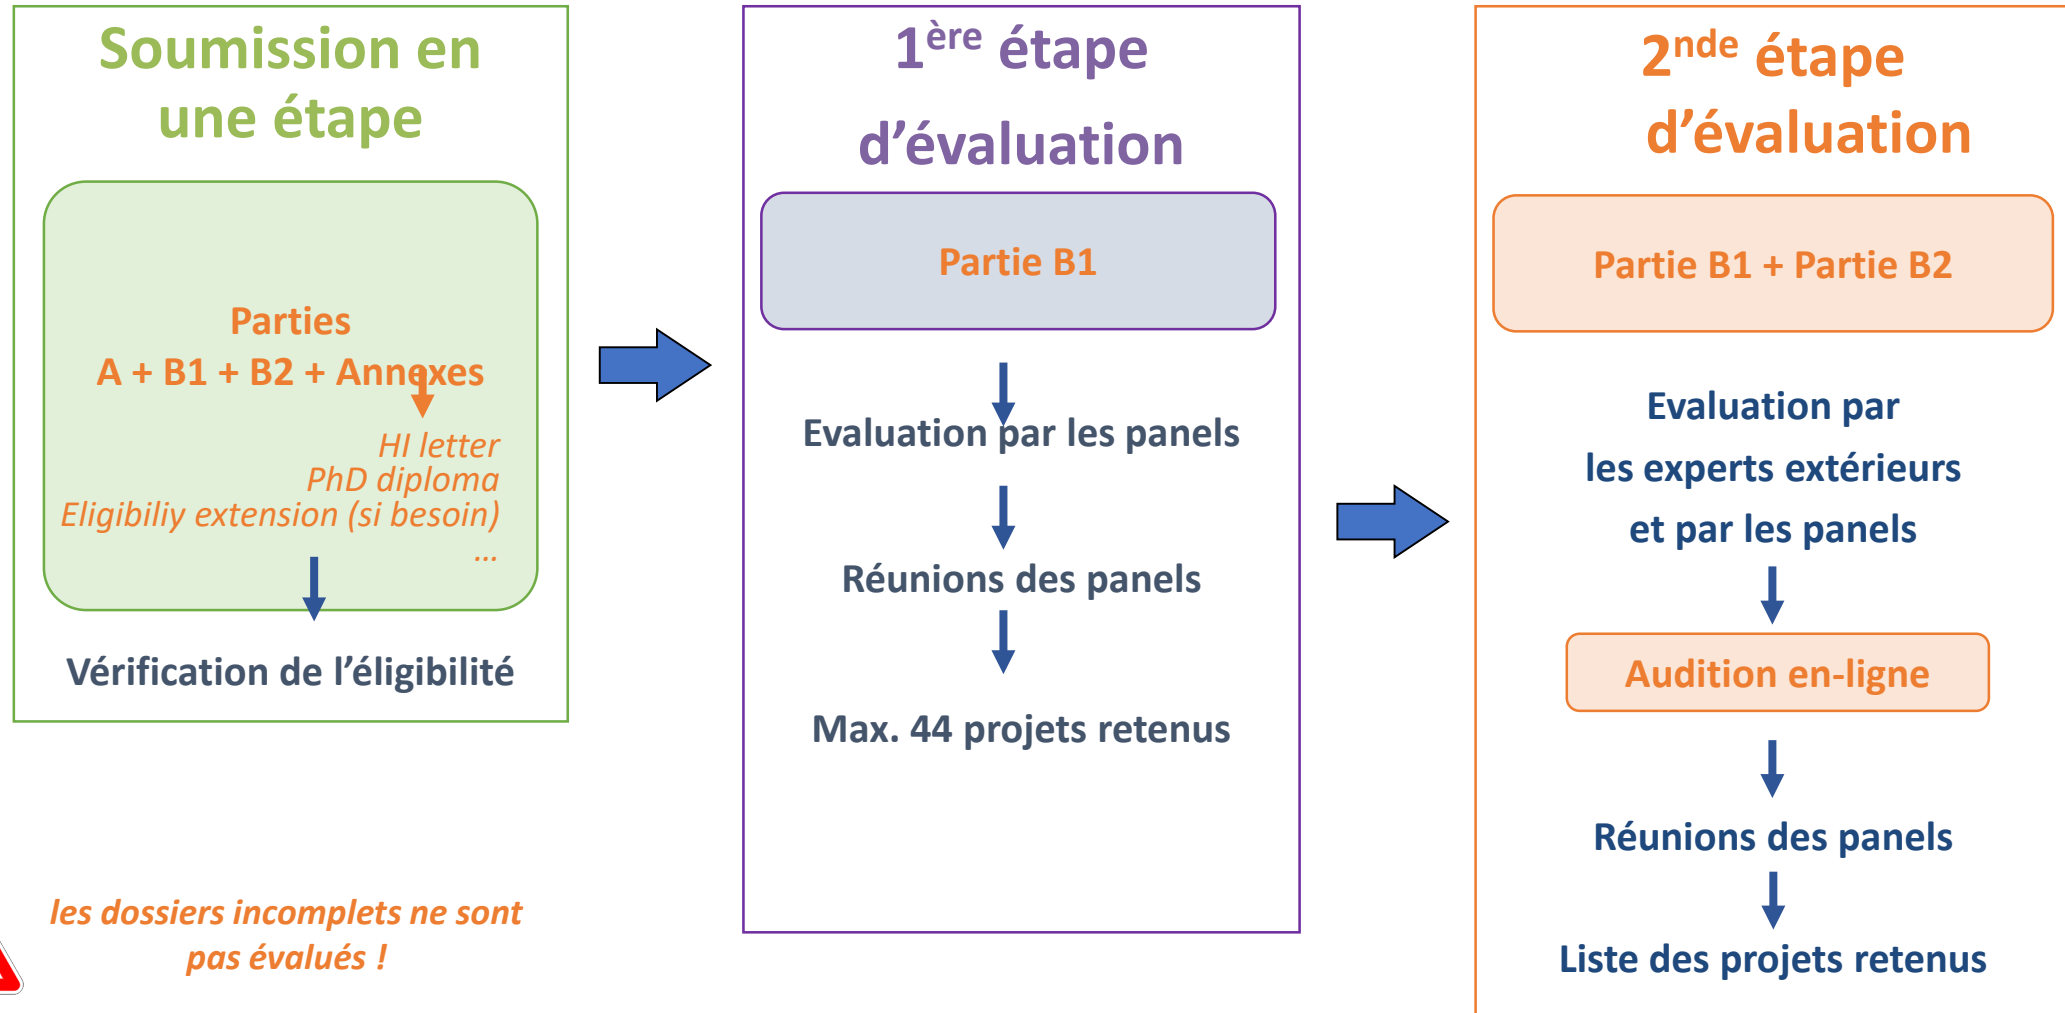 Soumission en
une étape
Parties
A + B1 + B2 + Annexes
HI letter
PhD diploma
Eligibiliy extension (si besoin)
...
Vérification de l'éligibilité
les dossiers incomplets ne sont
pas évalués !
1ère étape
d'évaluation
Partie B1
Evaluation par les panels
Réunions des panels
Max. 44 projets retenus
2nde étape
d'évaluation
Partie B1 + Partie B2
Evaluation par
les experts extérieurs
et par les panels
Audition en-ligne
Réunions des panels
Liste des projets retenus